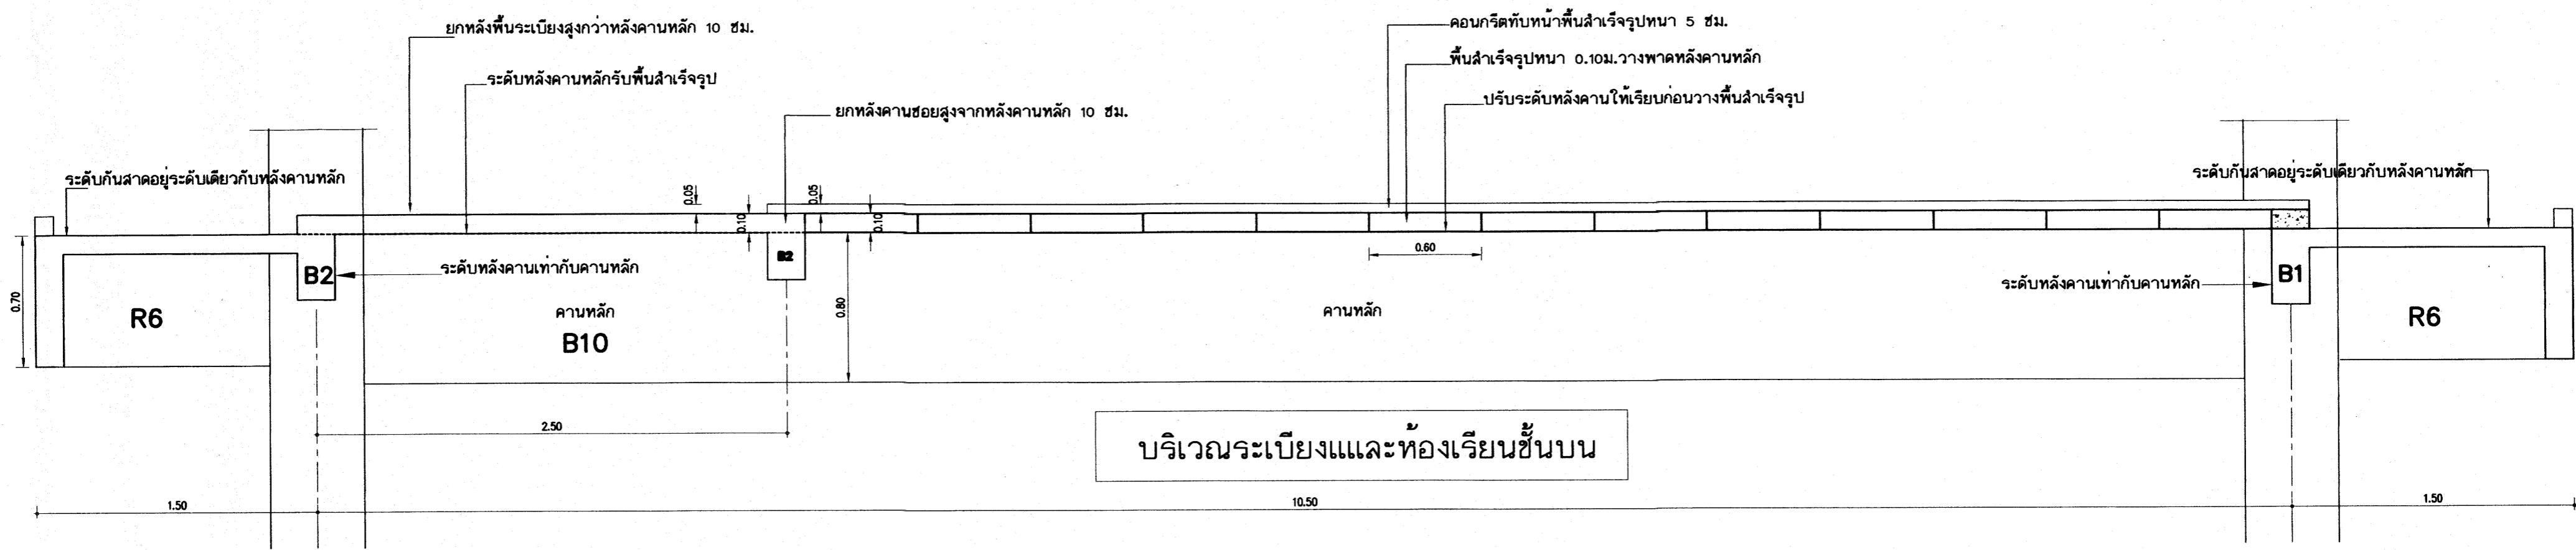 ยกหลังพื้นระเบียงสูงกว่าหลังคานหลัก 10 ซม.
คอนกรีตทับหน้าพื้นสำเร็จรูปหนา 5 ซม.
พื้นสำเร็จรูปหนา 0.10ม.วางพาดหลังคานหลัก
ระดับหลังคานหลักรับพื้นสำเร็จรูป
ปรับระดับหลังคานให้เรียบก่อนวางพื้นสำเร็จรูป
ยกหลังคานซอยสูงจากหลังคานหลัก 10 ซม.
ระดับกันสาดอยู่ระดับเดียวกับหลังคานหลัก
ระดับกันสาดอยู่ระดับเดียวกับหลังคานหลัก
0.05
0.05
0.10
0.10
0.60
B2
B2
B1
ระดับหลังคานเท่ากับคานหลัก
ระดับหลังคานเท่ากับคานหลัก
0.70
R6
คานหลัก
B10
0.80
คานหลัก
R6
2.50
บริเวณระเบียงแและห้องเรียนชั้นบน
1.50
10.50
1.50